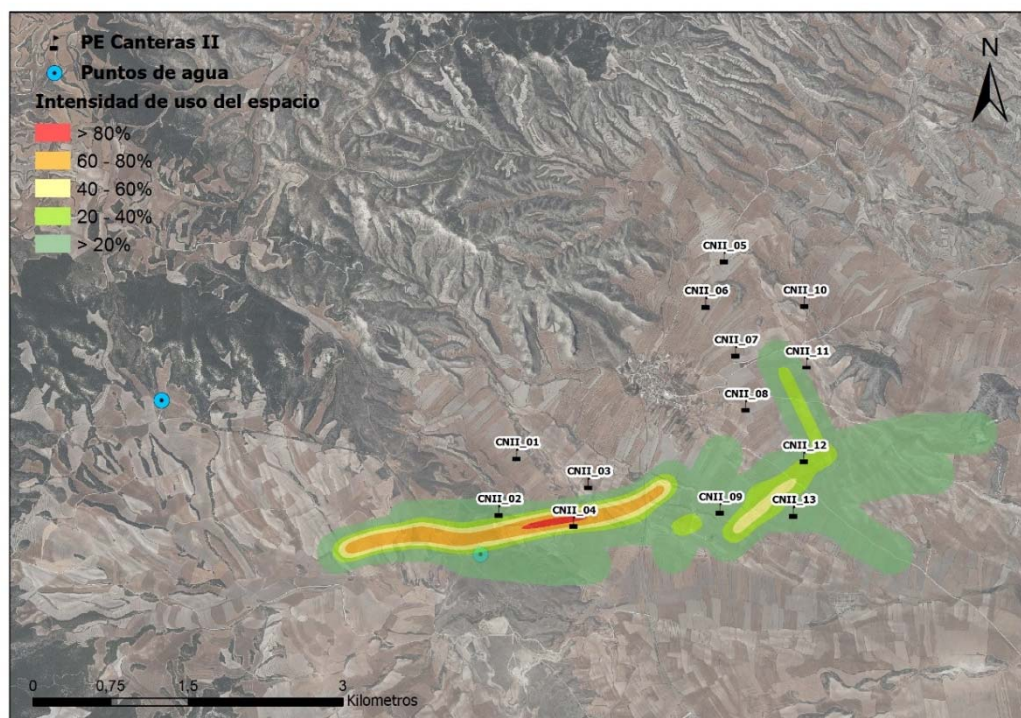 PE Canteras II
Puntos de agua
Intensidad de uso del espacio
> 80%
60 - 80%
40 - 60%
20 - 40%
> 20%
N
CNII_05
CNII_06
CNII_10
CNII_07
CNII_11
CNII_08
CNII_01
CNII_12
CNII_03
CNII_02
CNII_09
CNII_13
CNII_04
0 0,75 1,5 3
Kilometros